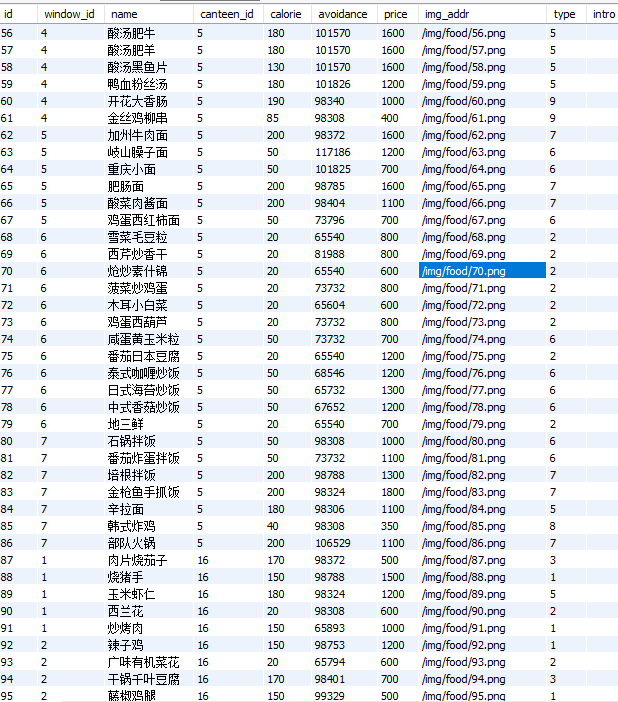 id window_id name canteen_id calorie avoidance price img_addr type intro
56 4 酸汤肥牛 5 180 101570 1600 /img/food/56.png 5
57 4 酸汤肥羊 5 180 101570 1600 /img/food/57.png 5
58 4 酸汤黑鱼片 5 130 101570 1600 /img/food/58.png 5
59 4 鸭血粉丝汤 5 180 101826 1200 /img/food/59.png 5
60 4 开花大香肠 5 190 98340 1000 /img/food/60.png 9
61 4 金丝鸡柳串 5 85 98308 400 /img/food/61.png 9
62 5 加州牛肉面 5 200 98372 1600 /img/food/62.png 7
63 5 岐山臊子面 5 50 117186 1200 /img/food/63.png 6
64 5 重庆小面 5 50 101825 700 /img/food/64.png 6
65 5 肥肠面 5 200 98785 1600 /img/food/65.png 7
66 5 酸菜肉酱面 5 200 98404 1100 /img/food/66.png 7
67 5 鸡蛋西红柿面 5 50 73796 700 /img/food/67.png 6
68 6 雪菜毛豆粒 5 20 65540 800 /img/food/68.png 2
69 6 西芹炒香干 5 20 81988 800 /img/food/69.png 2
70 6 炝炒素什锦 5 20 65540 600 /img/food/70.png 2
71 6 菠菜炒鸡蛋 5 20 73732 800 /img/food/71.png 2
72 6 木耳小白菜 5 20 65604 600 /img/food/72.png 2
73 6 鸡蛋西葫芦 5 20 73732 800 /img/food/73.png 2
74 6 咸蛋黄玉米粒 5 50 73732 700 /img/food/74.png 6
75 6 番茄日本豆腐 5 20 65540 1200 /img/food/75.png 2
76 6 泰式咖喱炒饭 5 50 68546 1200 /img/food/76.png 6
77 6 日式海苔炒饭 5 50 65732 1300 /img/food/77.png 6
78 6 中式香菇炒饭 5 50 67652 1200 /img/food/78.png 6
79 6 地三鲜 5 20 65540 700 /img/food/79.png 2
80 7 石锅拌饭 5 50 98308 1000 /img/food/80.png 6
81 7 番茄炸蛋拌饭 5 50 73732 1100 /img/food/81.png 6
82 7 培根拌饭 5 200 98788 1300 /img/food/82.png 7
83 7 金枪鱼手抓饭 5 200 98324 1800 /img/food/83.png 7
84 7 辛拉面 5 180 98306 1100 /img/food/84.png 5
85 7 韩式炸鸡 5 40 98308 350 /img/food/85.png 8
86 7 部队火锅 5 200 106529 1100 /img/food/86.png 7
87 1 肉片烧茄子 16 170 98372 500 /img/food/87.png 3
88 1 烧猪手 16 150 98788 1500 /img/food/88.png 1
89 1 玉米虾仁 16 180 98324 1200 /img/food/89.png 5
90 1 西兰花 16 20 98308 600 /img/food/90.png 2
91 1 炒烤肉 16 150 65893 1000 /img/food/91.png 1
92 2 辣子鸡 16 150 98753 1200 /img/food/92.png 1
93 2 广味有机菜花 16 20 65794 600 /img/food/93.png 2
94 2 干锅千叶豆腐 16 170 98401 700 /img/food/94.png 3
95 2 藤椒鸡腿 16 150 99329 500 /img/food/95.png 1